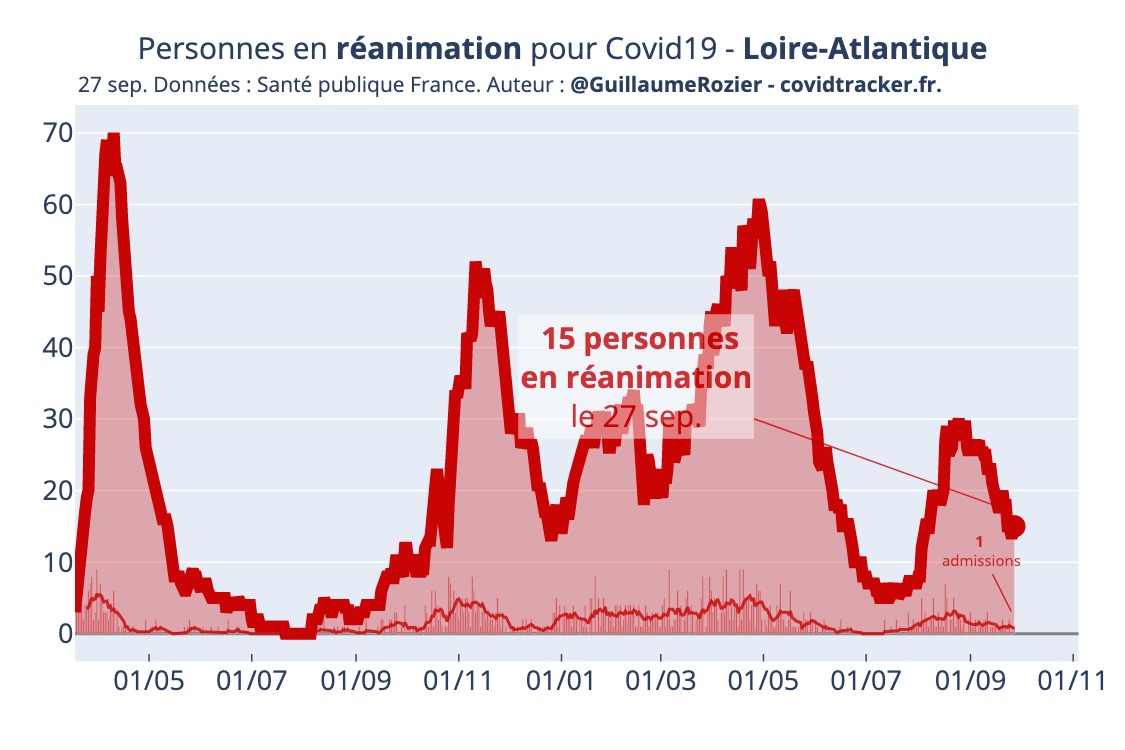 Personnes en réanimation pour Covid19 - Loire-Atlantique
27 sep. Données : Santé publique France. Auteur : @GuillaumeRozier - covidtracker.fr.
70
60
50
40
30
20
10
0
15 personnes
en réanimation
le 27 sep.
1
admissions
01/05 01/07 01/09 01/11 01/01 01/03 01/05 01/07 01/09 01/11